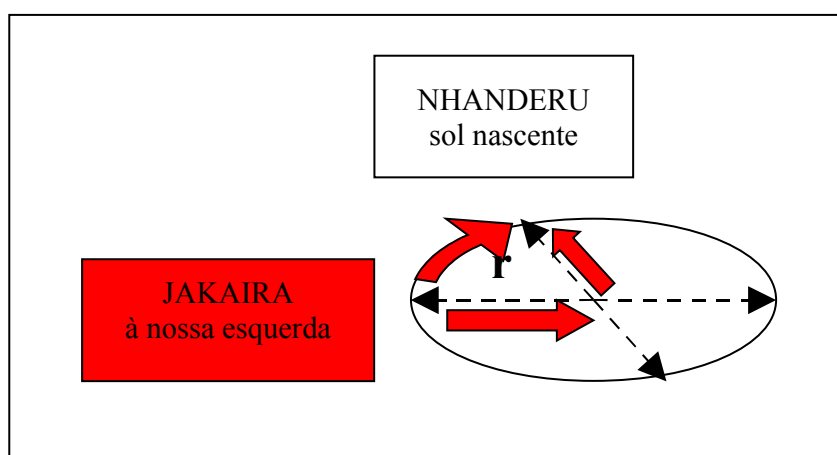 NHANDERU
sol nascente
r
JAKAIRA
à nossa esquerda